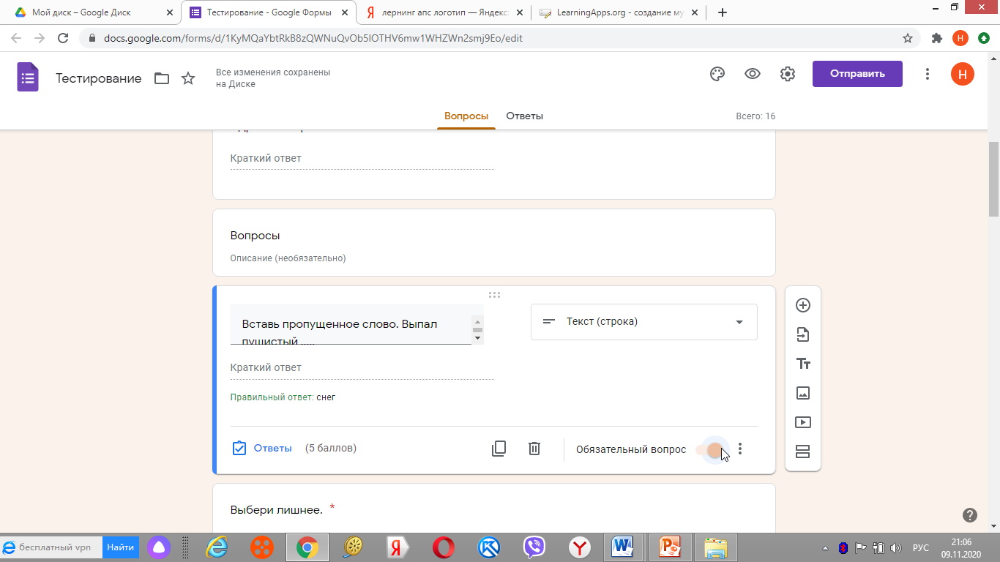 Мой диск – Google Диск
Тестирование - Google Формы
лернинг апс логотип — Яндекс
LearningApps.org - создание му
docs.google.com/forms/d/1KyMQaYbtRkB8zQWNuQvOb5lOTHV6mw1WHZWn2smj9Eo/edit
Н
Тестирование
Все изменения сохранены
на Диске
Отправить
Н
Вопросы Ответы
Всего: 16
Краткий ответ
Вопросы
Описание (необязательно)
Вставь пропущенное слово. Выпал
пушистый .....
Текст (строка)
Краткий ответ
Правильный ответ: снег
Ответы (5 баллов)
Обязательный вопрос
Выбери лишнее. *
бесплатный vpn
Найти
РУС
21:06
09.11.2020